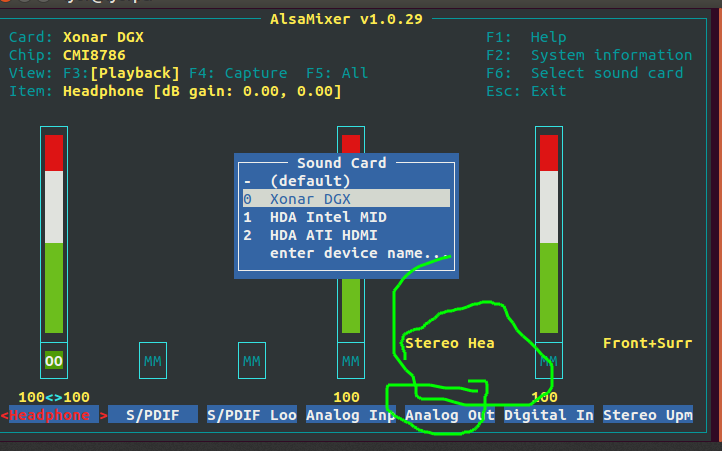 AlsaMixer v1.0.29
Card: Xonar DGX F1: Help
Chip: CMI8786 F2: System information
View: F3:[Playback] F4: Capture F5: All F6: Select sound card
Item: Headphone [dB gain: 0.00, 0.00] Esc: Exit
Sound Card
- (default)
0 Xonar DGX
1 HDA Intel MID
2 HDA ATI HDMI
enter device name...
Stereo Hea Front+Surr
OO MM MM MM MM
100<>100 100 100
<Headphone > S/PDIF S/PDIF Loo Analog Inp Analog Out Digital In Stereo Upm